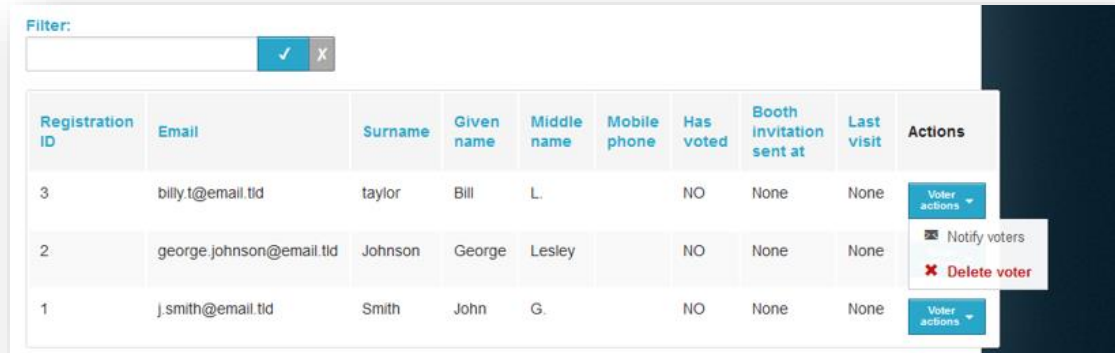 Filter:
✓ X
Registration ID Email Surname Given name Middle name Mobile phone Has voted Booth invitation sent at Last visit Actions
3 billy.t@email.tld taylor Bill L. NO None None Voter actions
Notify voters
2 george.johnson@email.tld Johnson George Lesley NO None None
Delete voter
1 j.smith@email.tld Smith John G. NO None None Voter actions